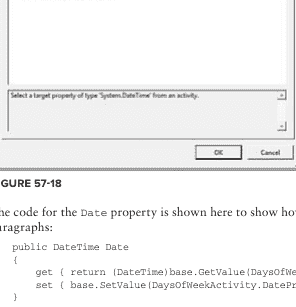 Select a target property of type 'System.DateTime' from an activity.
OK
Cancel
GURE 57-18
he code for the Date property is shown here to show ho
aragraphs:
public DateTime Date
{
get { return (DateTime)base.GetValue(DaysOfWe
set { base.SetValue(DaysOfWeekActivity.DatePr
}